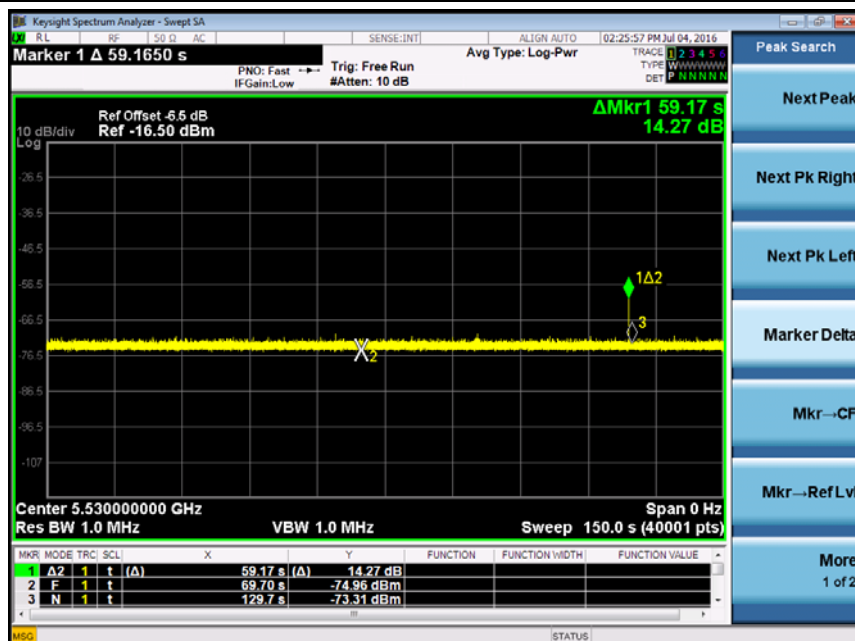 Keysight Spectrum Analyzer - Swept SA
RL RF 50 Ω AC SENSE:INT ALIGN AUTO 02:25:57 PM Jul 04, 2016
Marker 1 Δ 59.1650 s
PNO: Fast
IFGain:Low
Trig: Free Run
#Atten: 10 dB
Avg Type: Log-Pwr
TRACE 1 2 3 4 5 6
TYPE WWWWWW
DET P N N N N N
ΔMkr1 59.17 s
14.27 dB
Ref Offset -6.5 dB
10 dB/div Ref -16.50 dBm
Log
-26.5
-36.5
-46.5
-56.5
-66.5
-76.5
-86.5
-96.5
-107
1Δ2
3
2
Center 5.530000000 GHz Span 0 Hz
Res BW 1.0 MHz VBW 1.0 MHz Sweep 150.0 s (40001 pts)
MKR MODE TRC SCL X Y FUNCTION FUNCTION WIDTH FUNCTION VALUE
1 Δ2 1 t (Δ) 59.17 s (Δ) 14.27 dB
2 F 1 t 69.70 s -74.96 dBm
3 N 1 t 129.7 s -73.31 dBm
MSG STATUS
Peak Search
Next Peak
Next Pk Right
Next Pk Left
Marker Delta
Mkr→CF
Mkr→Ref Lvl
More
1 of 2